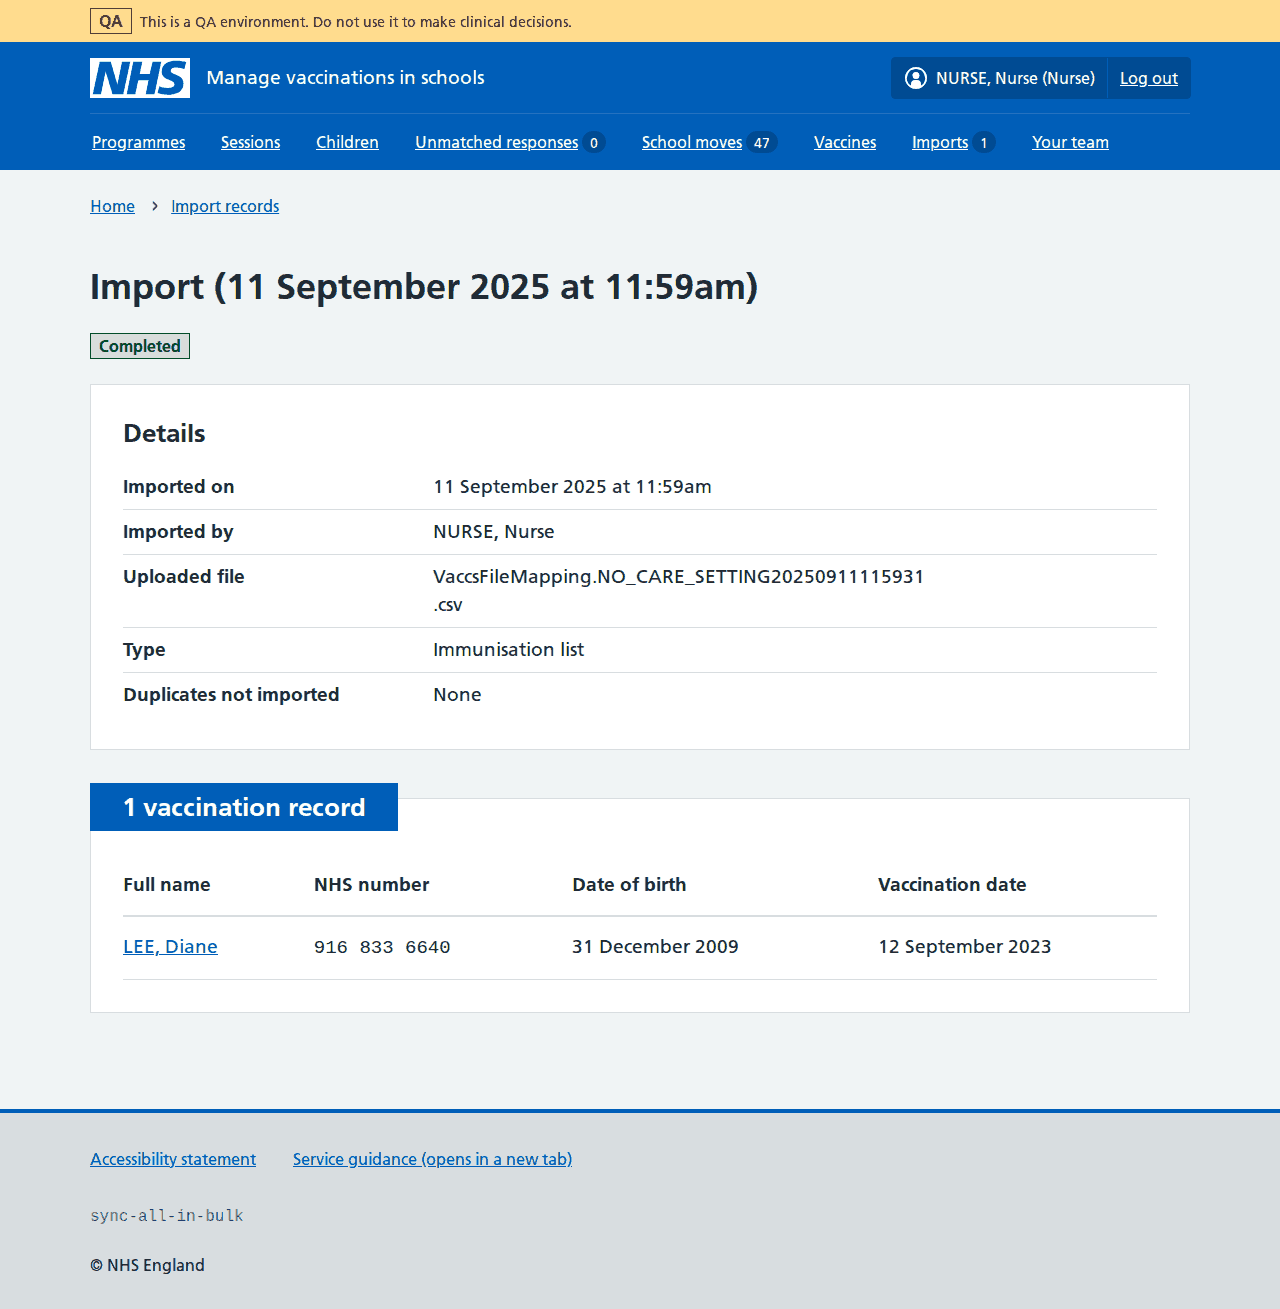 QA This is a QA environment. Do not use it to make clinical decisions.
NHS Manage vaccinations in schools NURSE, Nurse (Nurse) Log out
Programmes Sessions Children Unmatched responses 0 School moves 47 Vaccines Imports 1 Your team
Home › Import records
Import (11 September 2025 at 11:59am)
Completed
Details
Imported on 11 September 2025 at 11:59am
Imported by NURSE, Nurse
Uploaded file VaccsFileMapping.NO_CARE_SETTING20250911115931
.csv
Type Immunisation list
Duplicates not imported None
1 vaccination record
Full name NHS number Date of birth Vaccination date
LEE, Diane 916 833 6640 31 December 2009 12 September 2023
Accessibility statement Service guidance (opens in a new tab)
sync-all-in-bulk
© NHS England